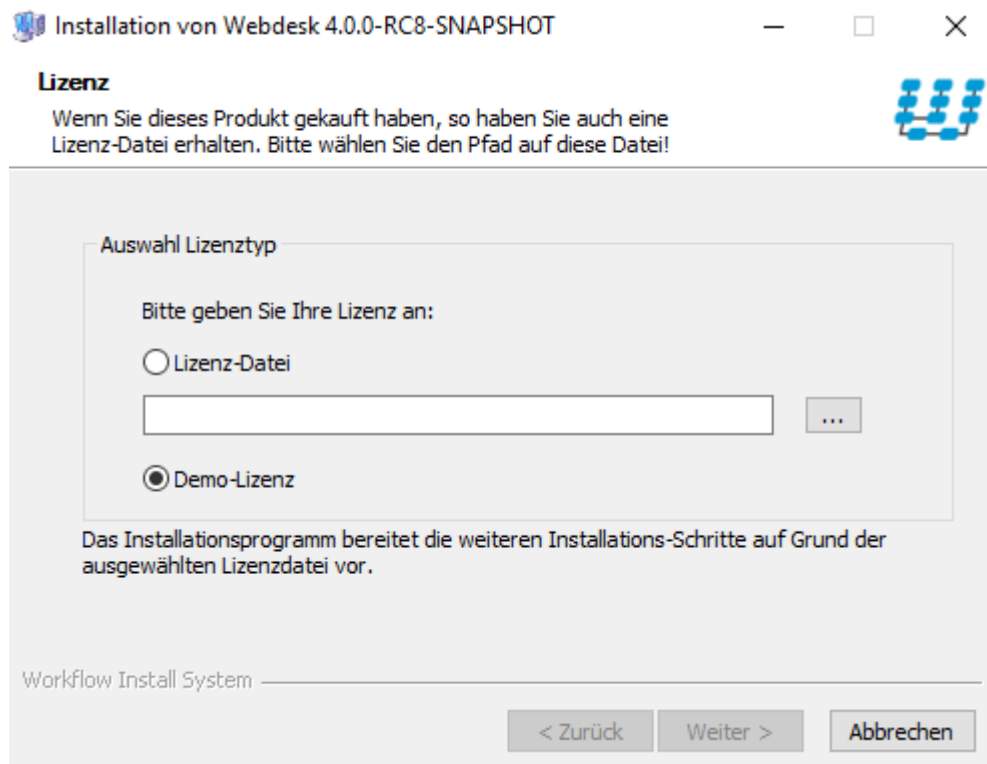 Installation von Webdesk 4.0.0-RC8-SNAPSHOT
Lizenz
Wenn Sie dieses Produkt gekauft haben, so haben Sie auch eine
Lizenz-Datei erhalten. Bitte wählen Sie den Pfad auf diese Datei!
Auswahl Lizenztyp
Bitte geben Sie Ihre Lizenz an:
Lizenz-Datei
...
Demo-Lizenz
Das Installationsprogramm bereitet die weiteren Installations-Schritte auf Grund der
ausgewählten Lizenzdatei vor.
Workflow Install System
< Zurück Weiter > Abbrechen